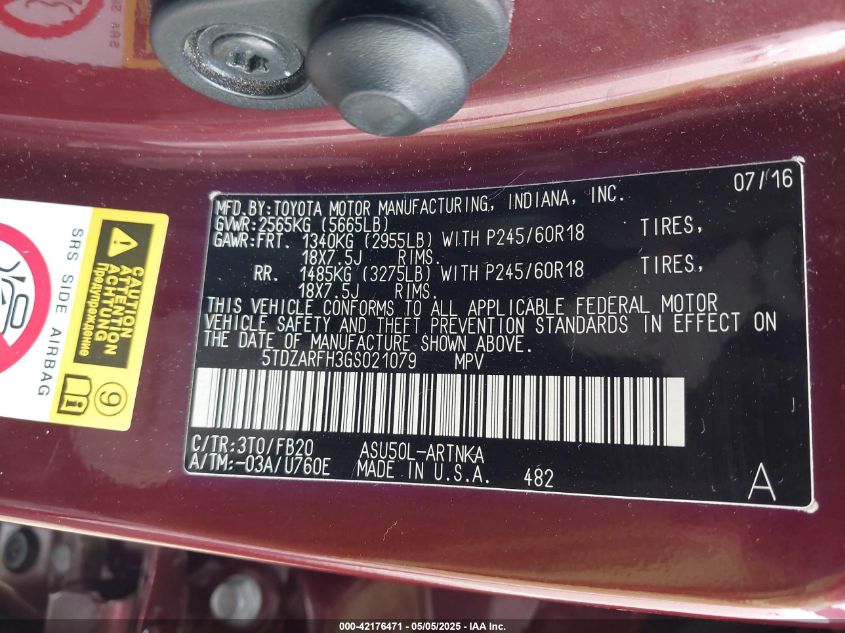 07/16
MFD.BY:TOYOTA MOTOR MANUFACTURING, INDIANA, INC.
GVWR:2565KG (5665LB)
GAWR:FRT. 1340KG (2955LB) WITH P245/60R18 TIRES,
18X7.5J RIMS.
RR. 1485KG (3275LB) WITH P245/60R18 TIRES,
18X7.5J RIMS.
THIS VEHICLE CONFORMS TO ALL APPLICABLE FEDERAL MOTOR
VEHICLE SAFETY AND THEFT PREVENTION STANDARDS IN EFFECT ON
THE DATE OF MANUFACTURE SHOWN ABOVE.
5TDZARFH3GS021079 MPV
C/TR:3T0/FB20 ASU50L-ARTNKA
A/TM:-03A/U760E MADE IN U.S.A. 482
A
SRS SIDE AIRBAG
CAUTION
ATTENTION
Предупреждение
9
000-42176471 - 05/05/2025 - IAA Inc.